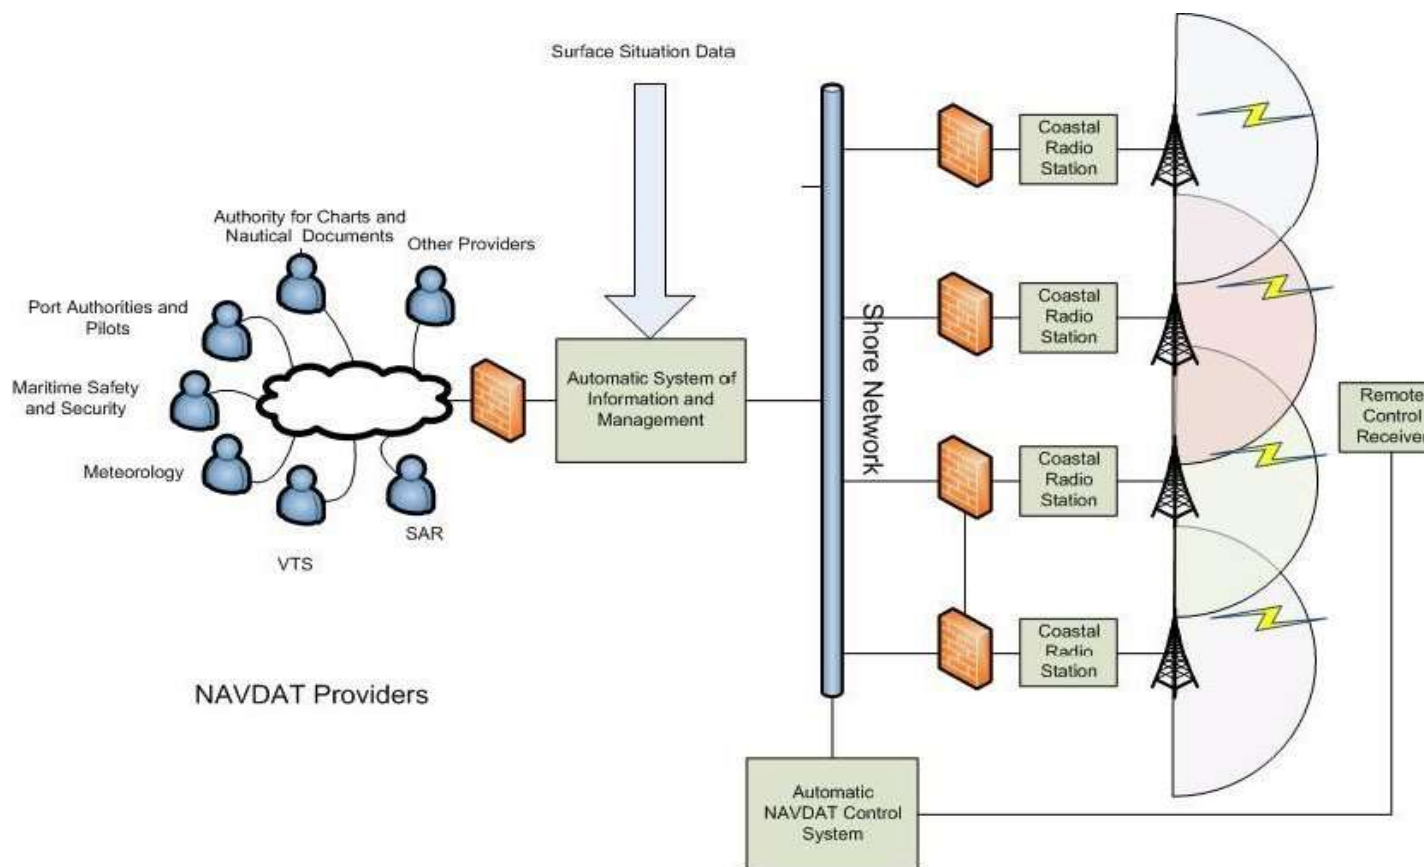 Surface Situation Data
Authority for Charts and
Nautical Documents
Other Providers
Port Authorities and
Pilots
Maritime Safety
and Security
Meteorology
VTS
SAR
NAVDAT Providers
Automatic System of
Information and
Management
Shore Network
Coastal
Radio
Station
Coastal
Radio
Station
Coastal
Radio
Station
Coastal
Radio
Station
Remote
Control
Receiver
Automatic
NAVDAT Control
System